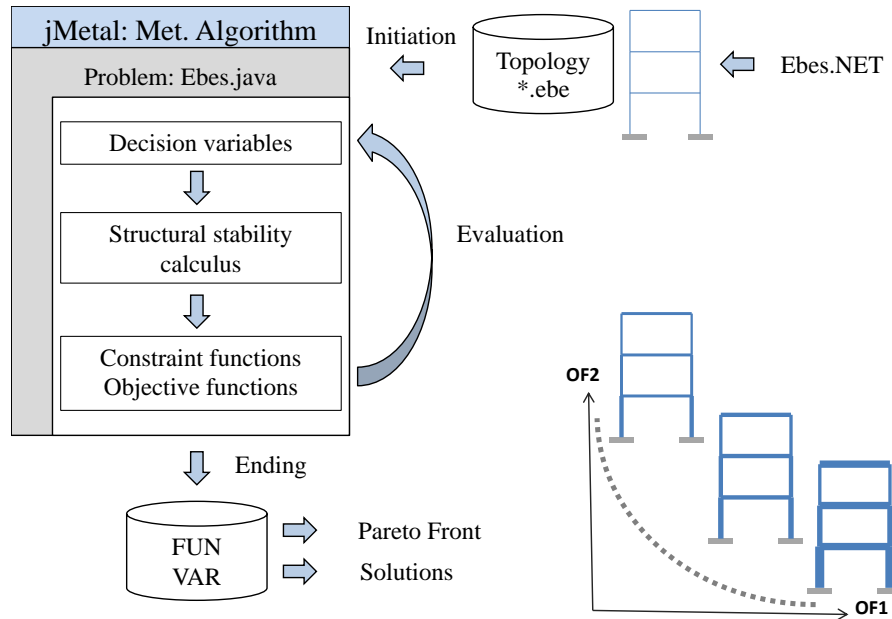 jMetal: Met. Algorithm
Problem: Ebes.java
Decision variables
Structural stability
calculus
Constraint functions
Objective functions
Initiation
Topology
*.ebe
Ebes.NET
Evaluation
Ending
FUN
VAR
Pareto Front
Solutions
OF2
OF1